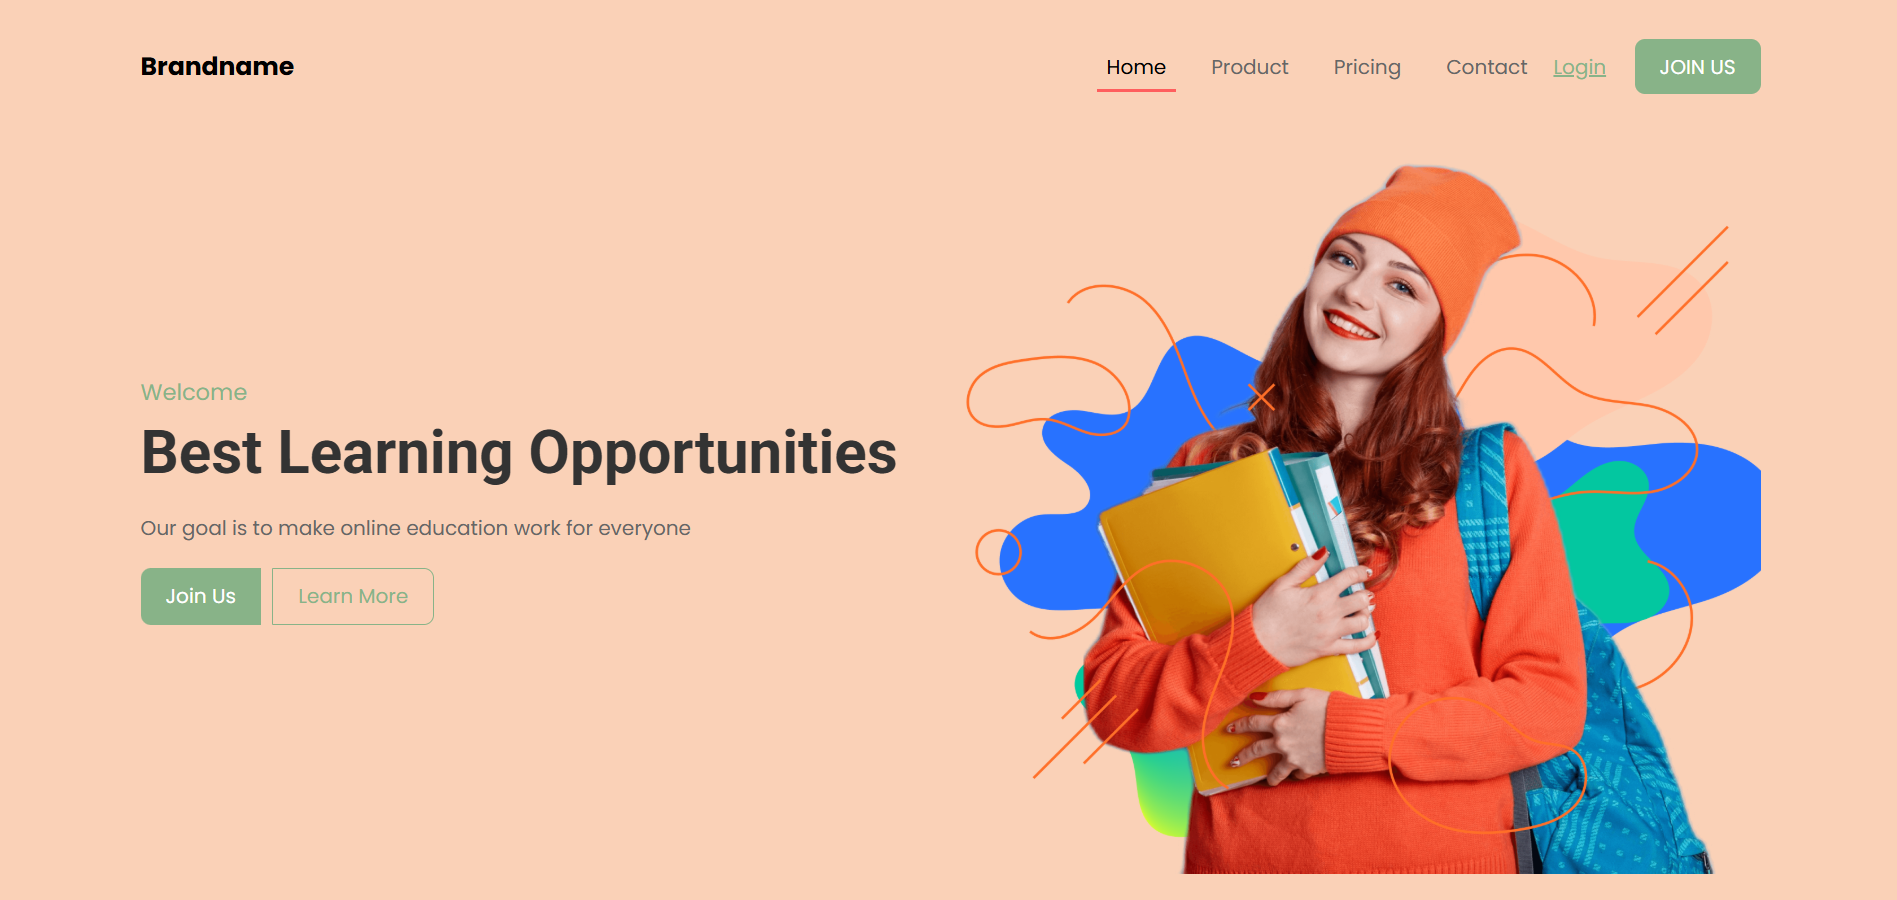 Brandname
Home Product Pricing Contact Login JOIN US
Welcome
Best Learning Opportunities
Our goal is to make online education work for everyone
Join Us Learn More